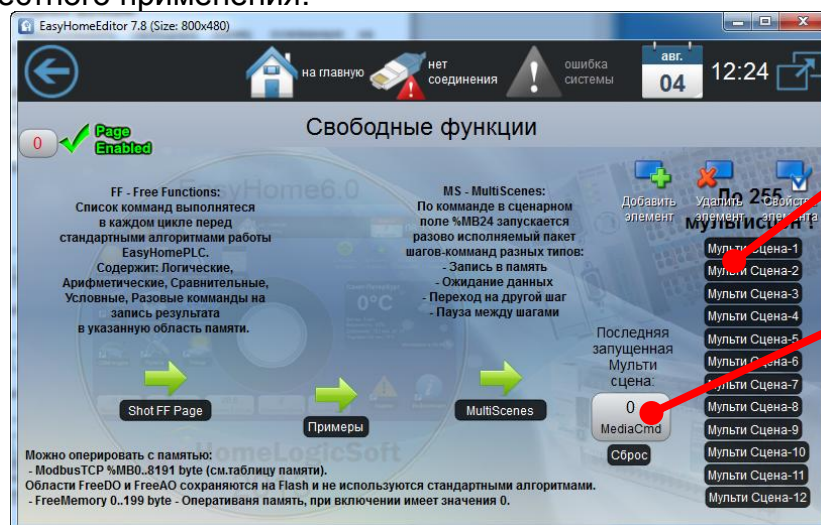 естного применения.
EasyHomeEditor 7.8 (Size: 800x480)
на главную
нет
соединения
ошибка
системы
авг.
04
12:24
0
Page
Enabled
Свободные функции
EasyHome6.0
FF - Free Functions:
Список комманд выполнятеся
в каждом цикле перед
стандартными алгоритмами работы
EasyHomePLC.
Содержит: Логические,
Арифметические, Сравнительные,
Условные, Разовые комманды на
запись результата
в указанную область памяти.
MS - MultiScenes:
По комманде в сценарном
поле %MB24 запускается
разово исполняемый пакет
шагов-комманд разных типов:
- Запись в память
- Ожидание данных
- Переход на другой шаг
- Пауза между шагами
0°C
Добавить
элемент
Удалить
элемент
Свойства
элемента
До 255
мультисцен !
Мульти Сцена-1
Мульти Сцена-2
Мульти Сцена-3
Мульти Сцена-4
Мульти Сцена-5
Мульти Сцена-6
Мульти Сцена-7
Мульти Сцена-8
Мульти Сцена-9
Мульти Сцена-10
Мульти Сцена-11
Мульти Сцена-12
Последняя
запущенная
Мульти
сцена:
0
MediaCmd
Сброс
Shot FF Page
Примеры
MultiScenes
HomeLogicSoft
Можно оперировать с памятью:
- ModbusTCP %MB0..8191 byte (см.таблицу памяти).
Области FreeDO и FreeAO сохраняются на Flash и не используются стандартными алгоритмами.
- FreeMemory 0..199 byte - Оперативаня память, при включении имеет значения 0.